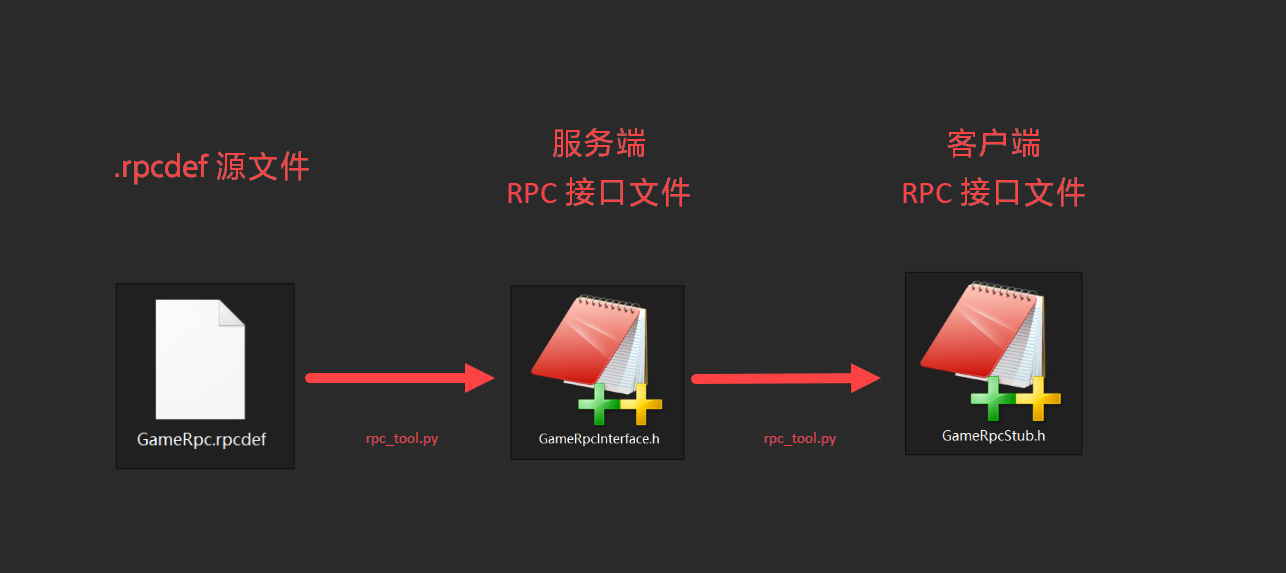 .rpcdef 源文件
服务端
RPC 接口文件
客户端
RPC 接口文件
GameRpc.rpcdef
rpc_tool.py
GameRpcInterface.h
rpc_tool.py
GameRpcStub.h